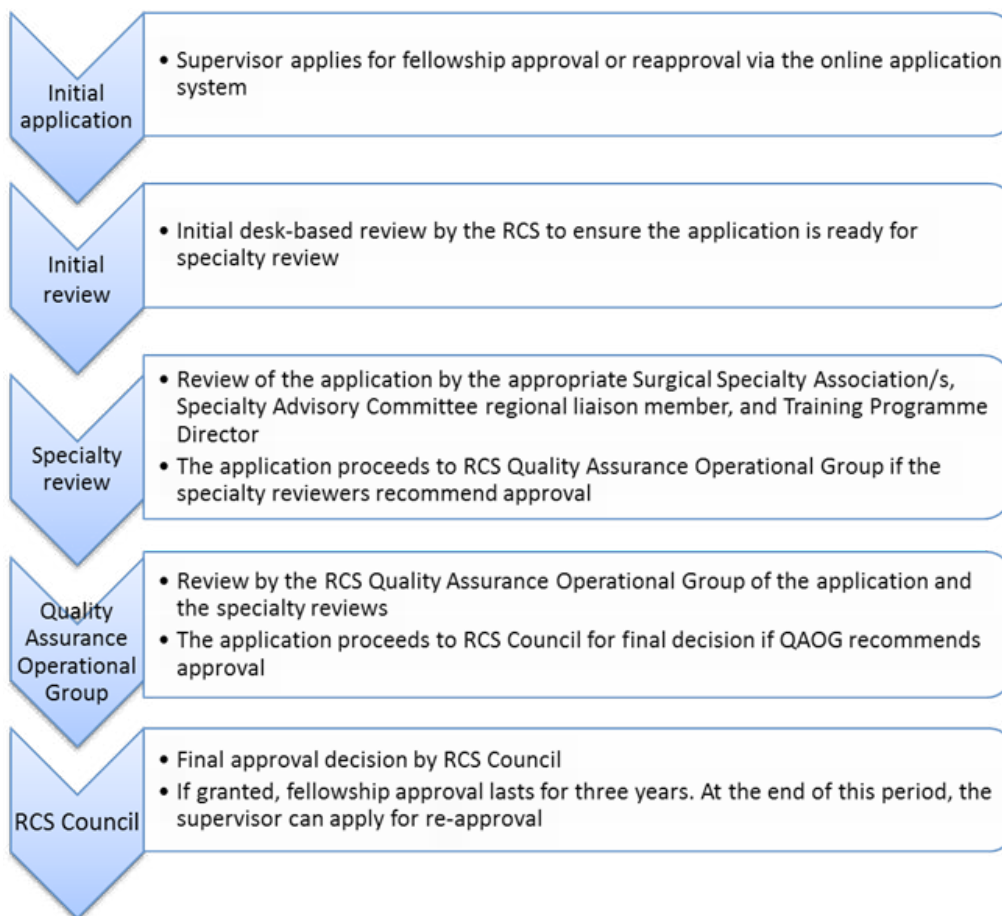 Initial
application
• Supervisor applies for fellowship approval or reapproval via the online application
system
Initial
review
• Initial desk-based review by the RCS to ensure the application is ready for
specialty review
Specialty
review
• Review of the application by the appropriate Surgical Specialty Association/s,
Specialty Advisory Committee regional liaison member, and Training Programme
Director
• The application proceeds to RCS Quality Assurance Operational Group if the
specialty reviewers recommend approval
Quality
Assurance
Operational
Group
• Review by the RCS Quality Assurance Operational Group of the application and
the specialty reviews
• The application proceeds to RCS Council for final decision if QAOG recommends
approval
RCS Council
• Final approval decision by RCS Council
• If granted, fellowship approval lasts for three years. At the end of this period, the
supervisor can apply for re-approval